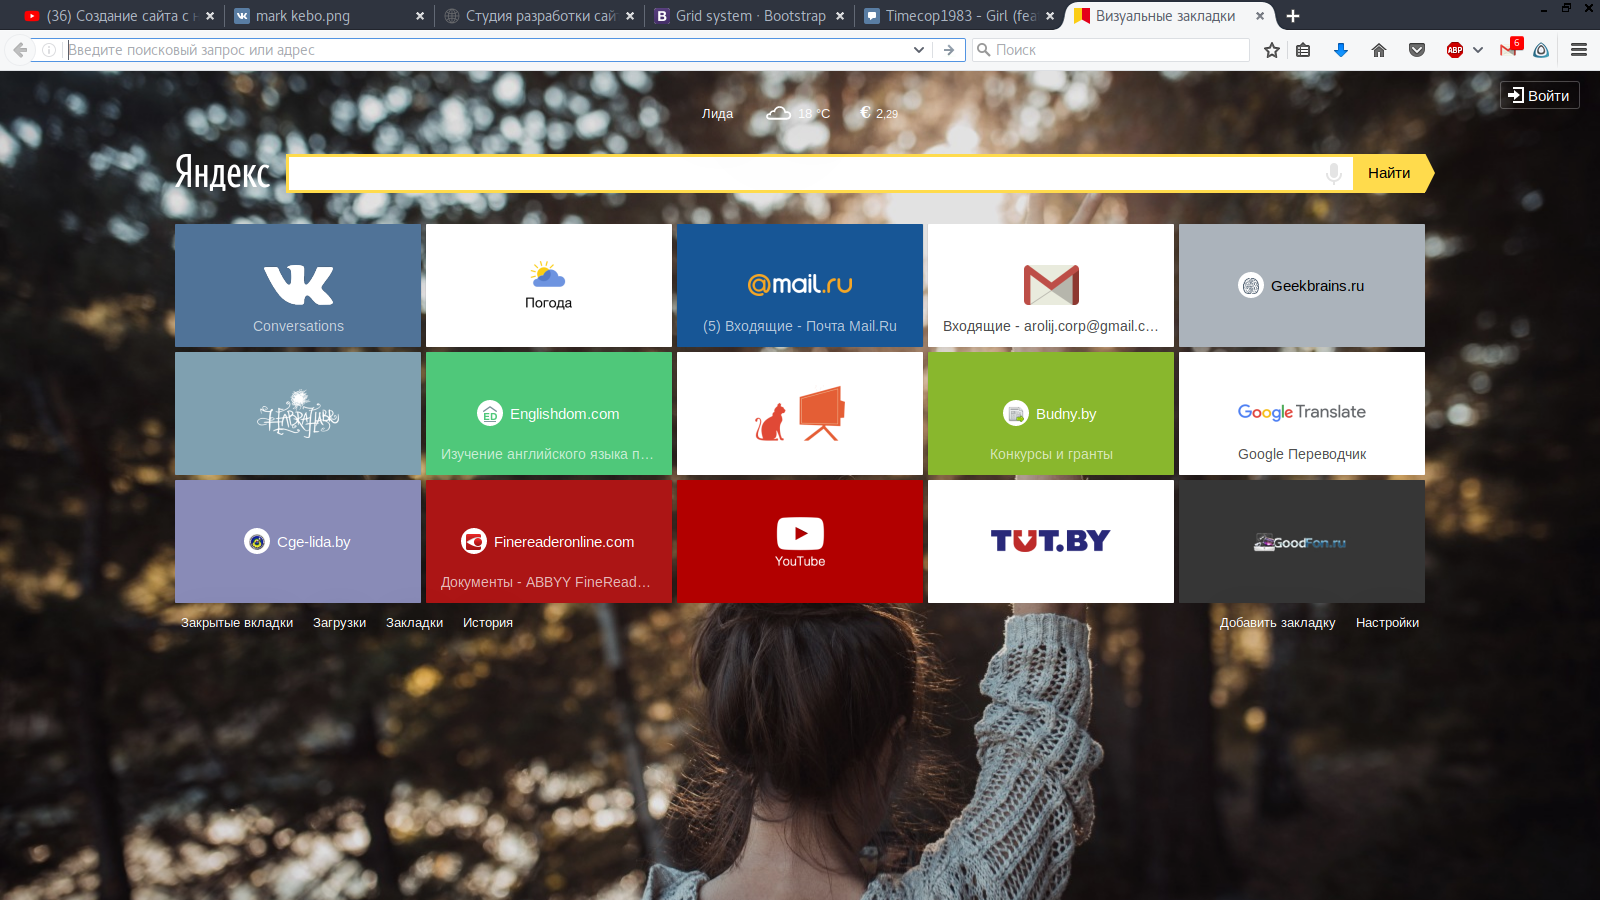 (36) Создание сайта с н
mark kebo.png
Студия разработки сай
Grid system · Bootstrap
Timecop1983 - Girl (fea
Визуальные закладки
Введите поисковый запрос или адрес
Поиск
ABP
6
Войти
Лида 18 °C € 2,29
Яндекс
Найти
Conversations
Погода
@mail.ru
(5) Входящие - Почта Mail.Ru
Входящие - arolij.corp@gmail.c...
Geekbrains.ru
HabraHabr
ED
Englishdom.com
Изучение английского языка п...
Budny.by
Конкурсы и гранты
Google Translate
Google Переводчик
Cge-lida.by
Finereaderonline.com
Документы - ABBYY FineRead...
YouTube
TUT.BY
GoodFon.ru
Закрытые вкладки Загрузки Закладки История
Добавить закладку Настройки